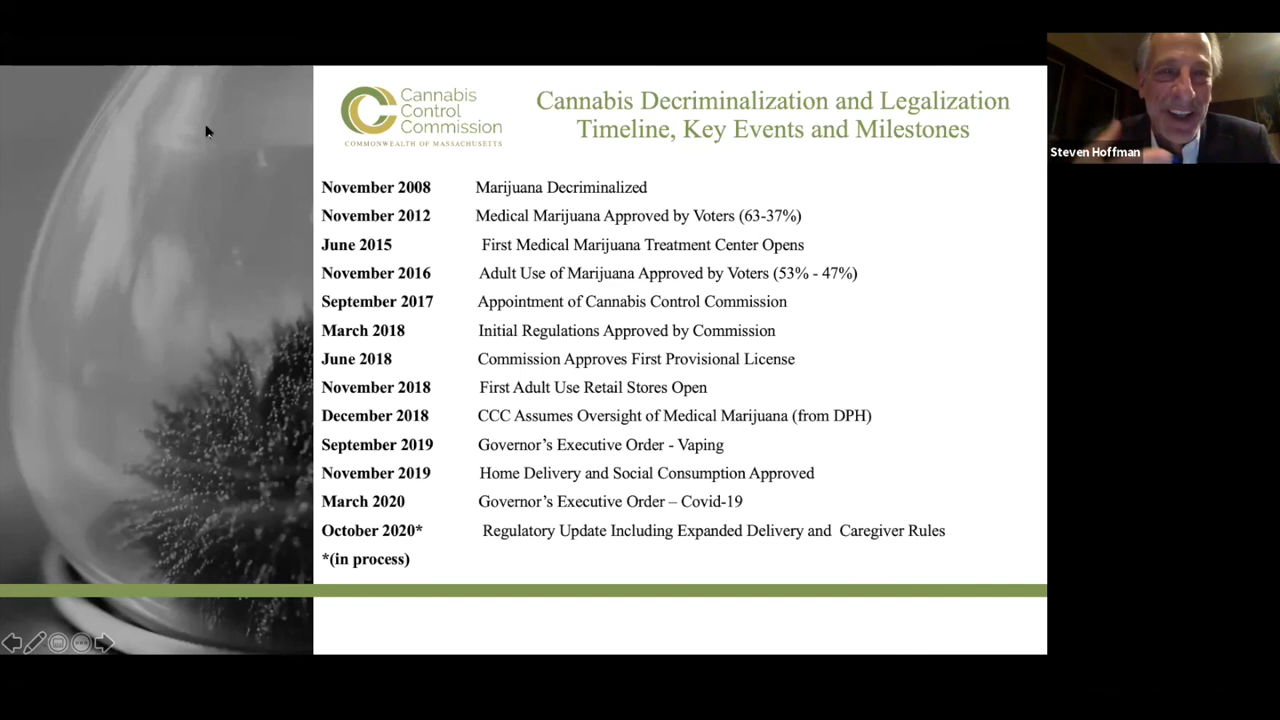 Cannabis
Control
Commission
COMMONWEALTH OF MASSACHUSETTS
Cannabis Decriminalization and Legalization
Timeline, Key Events and Milestones
November 2008 Marijuana Decriminalized
November 2012 Medical Marijuana Approved by Voters (63-37%)
June 2015 First Medical Marijuana Treatment Center Opens
November 2016 Adult Use of Marijuana Approved by Voters (53% - 47%)
September 2017 Appointment of Cannabis Control Commission
March 2018 Initial Regulations Approved by Commission
June 2018 Commission Approves First Provisional License
November 2018 First Adult Use Retail Stores Open
December 2018 CCC Assumes Oversight of Medical Marijuana (from DPH)
September 2019 Governor's Executive Order - Vaping
November 2019 Home Delivery and Social Consumption Approved
March 2020 Governor's Executive Order – Covid-19
October 2020* Regulatory Update Including Expanded Delivery and Caregiver Rules
*(in process)
Steven Hoffman